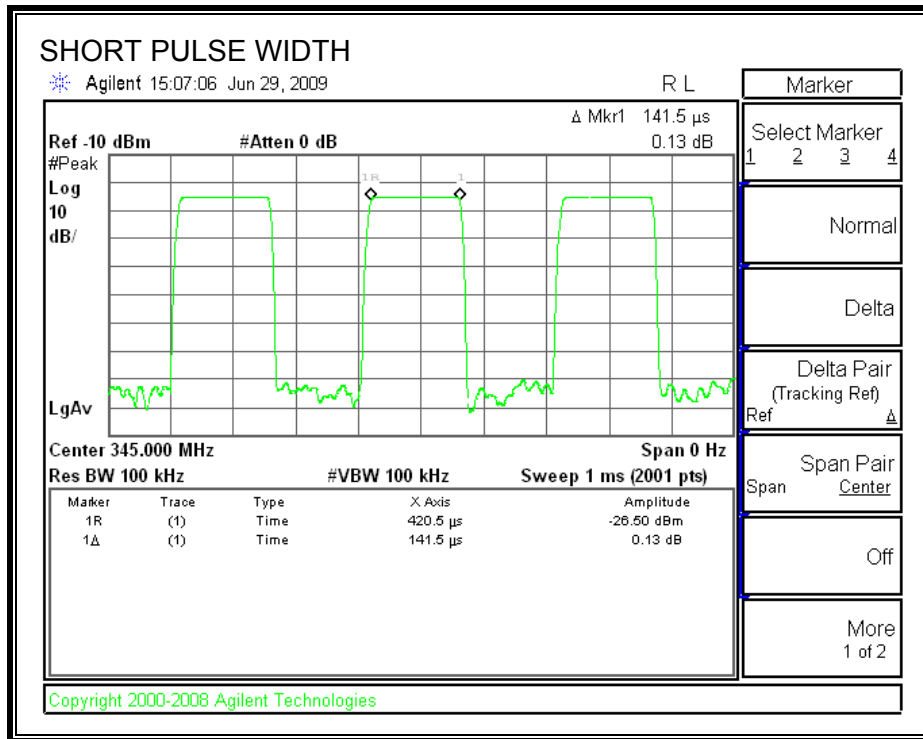 SHORT PULSE WIDTH
Agilent 15:07:06 Jun 29, 2009 R L
Δ Mkr1 141.5 µs
Ref -10 dBm #Atten 0 dB 0.13 dB
#Peak
Log
10
dB/
1R 1
LgAv
Center 345.000 MHz Span 0 Hz
Res BW 100 kHz #VBW 100 kHz Sweep 1 ms (2001 pts)
Marker Trace Type X Axis Amplitude
1R (1) Time 420.5 µs -26.50 dBm
1Δ (1) Time 141.5 µs 0.13 dB
Copyright 2000-2008 Agilent Technologies
Marker
Select Marker
1 2 3 4
Normal
Delta
Delta Pair
(Tracking Ref)
Ref Δ
Span Pair
Span Center
Off
More
1 of 2